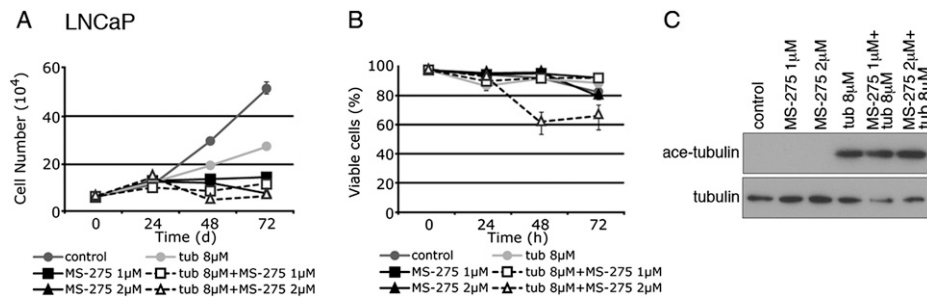 A LNCaP
Cell Number (10⁴)
60
40
20
0
0 24 48 72
Time (d)
control
tub 8µM
MS-275 1µM
tub 8µM+MS-275 1µM
MS-275 2µM
tub 8µM+MS-275 2µM
B
Viable cells (%)
100
80
60
40
20
0
0 24 48 72
Time (h)
control
tub 8µM
MS-275 1µM
tub 8µM+MS-275 1µM
MS-275 2µM
tub 8µM+MS-275 2µM
C
control
MS-275 1µM
MS-275 2µM
tub 8µM
MS-275 1µM+
tub 8µM
MS-275 2µM+
tub 8µM
ace-tubulin
tubulin